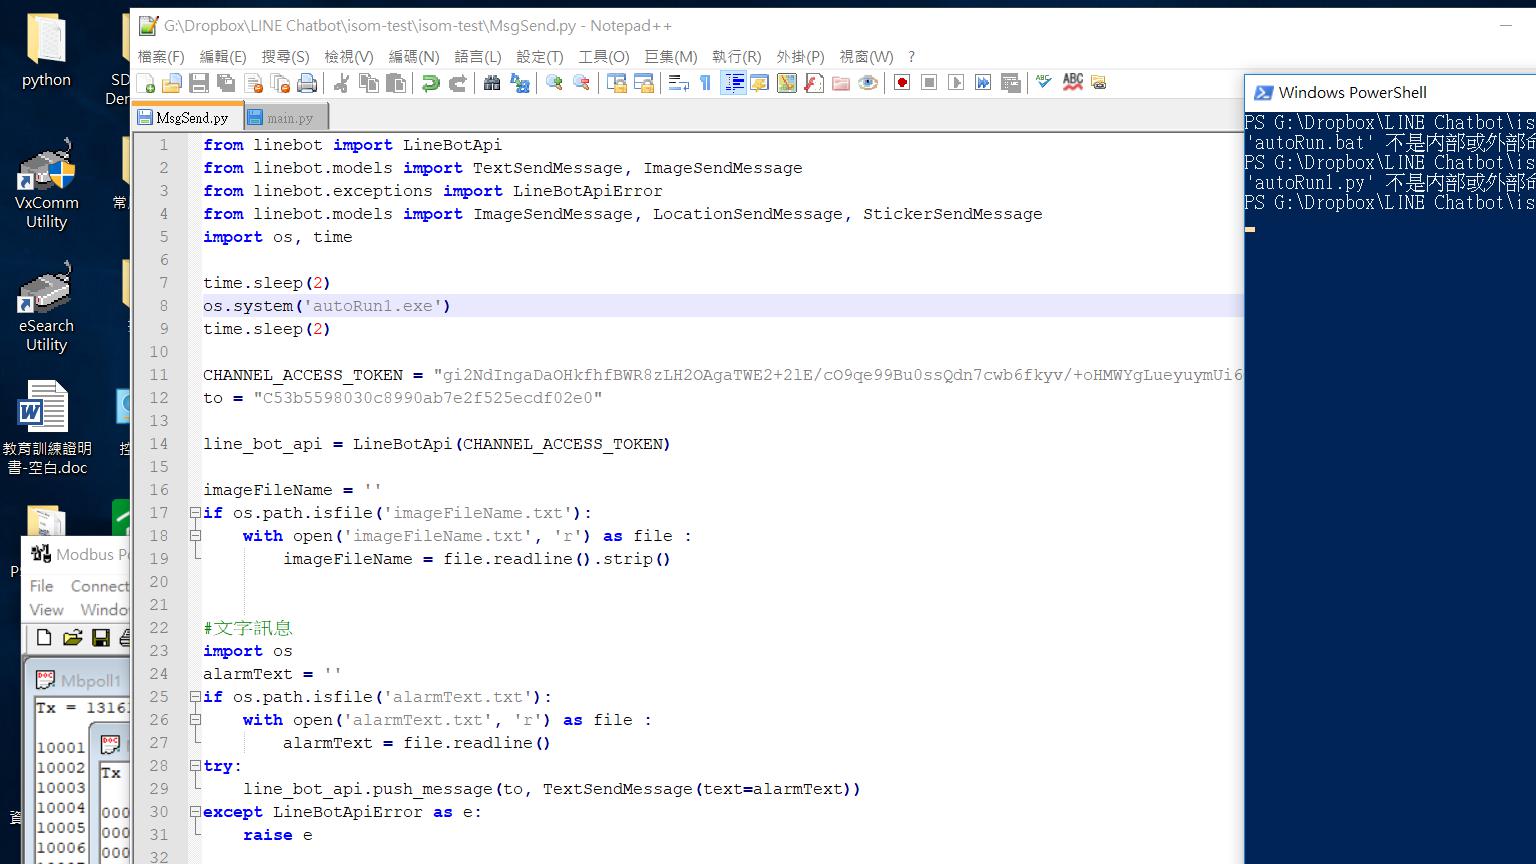 python
SD
Der
VxComm
Utility
常
eSearch
Utility
教育訓練證明
書-空白.doc
控
G:\Dropbox\LINE Chatbot\isom-test\isom-test\MsgSend.py - Notepad++
檔案(F) 編輯(E) 搜尋(S) 檢視(V) 編碼(N) 語言(L) 設定(T) 工具(O) 巨集(M) 執行(R) 外掛(P) 視窗(W) ?
MsgSend.py main.py
1 from linebot import LineBotApi
2 from linebot.models import TextSendMessage, ImageSendMessage
3 from linebot.exceptions import LineBotApiError
4 from linebot.models import ImageSendMessage, LocationSendMessage, StickerSendMessage
5 import os, time
6
7 time.sleep(2)
8 os.system('autoRun1.exe')
9 time.sleep(2)
10
11 CHANNEL_ACCESS_TOKEN = "gi2NdIngaDaOHkfhfBWR8zLH2OAgaTWE2+2lE/cO9qe99Bu0ssQdn7cwb6fkyv/+oHMWYgLueyuymUi6
12 to = "C53b5598030c8990ab7e2f525ecdf02e0"
13
14 line_bot_api = LineBotApi(CHANNEL_ACCESS_TOKEN)
15
16 imageFileName = ''
17 if os.path.isfile('imageFileName.txt'):
18 with open('imageFileName.txt', 'r') as file :
19 imageFileName = file.readline().strip()
20
21
22 #文字訊息
23 import os
24 alarmText = ''
25 if os.path.isfile('alarmText.txt'):
26 with open('alarmText.txt', 'r') as file :
27 alarmText = file.readline()
28 try:
29 line_bot_api.push_message(to, TextSendMessage(text=alarmText))
30 except LineBotApiError as e:
31 raise e
32
Windows PowerShell
PS G:\Dropbox\LINE Chatbot\is
'autoRun.bat' 不是內部或外部命
PS G:\Dropbox\LINE Chatbot\is
'autoRun1.py' 不是內部或外部命
PS G:\Dropbox\LINE Chatbot\is
Modbus Po
File Connect
View Windo
Mbpoll1
Tx = 1316
10001
10002
10003
10004
10005
10006
Tx
000
000
000
資